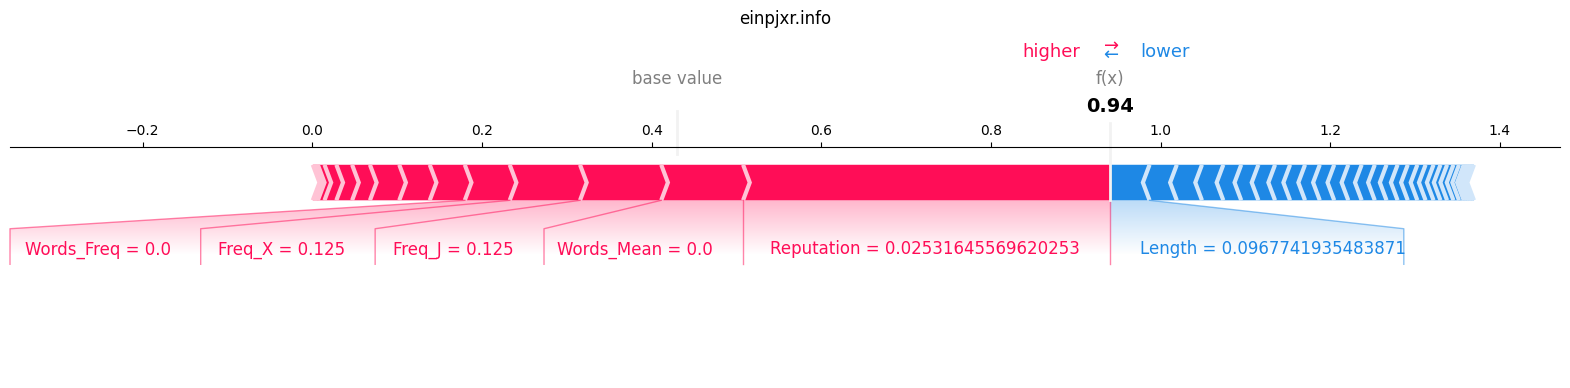 einpjxr.info
higher → ← lower
base value
f(x)
0.94
−0.2 0.0 0.2 0.4 0.6 0.8 1.0 1.2 1.4
Words_Freq = 0.0 Freq_X = 0.125 Freq_J = 0.125 Words_Mean = 0.0 Reputation = 0.02531645569620253 Length = 0.0967741935483871